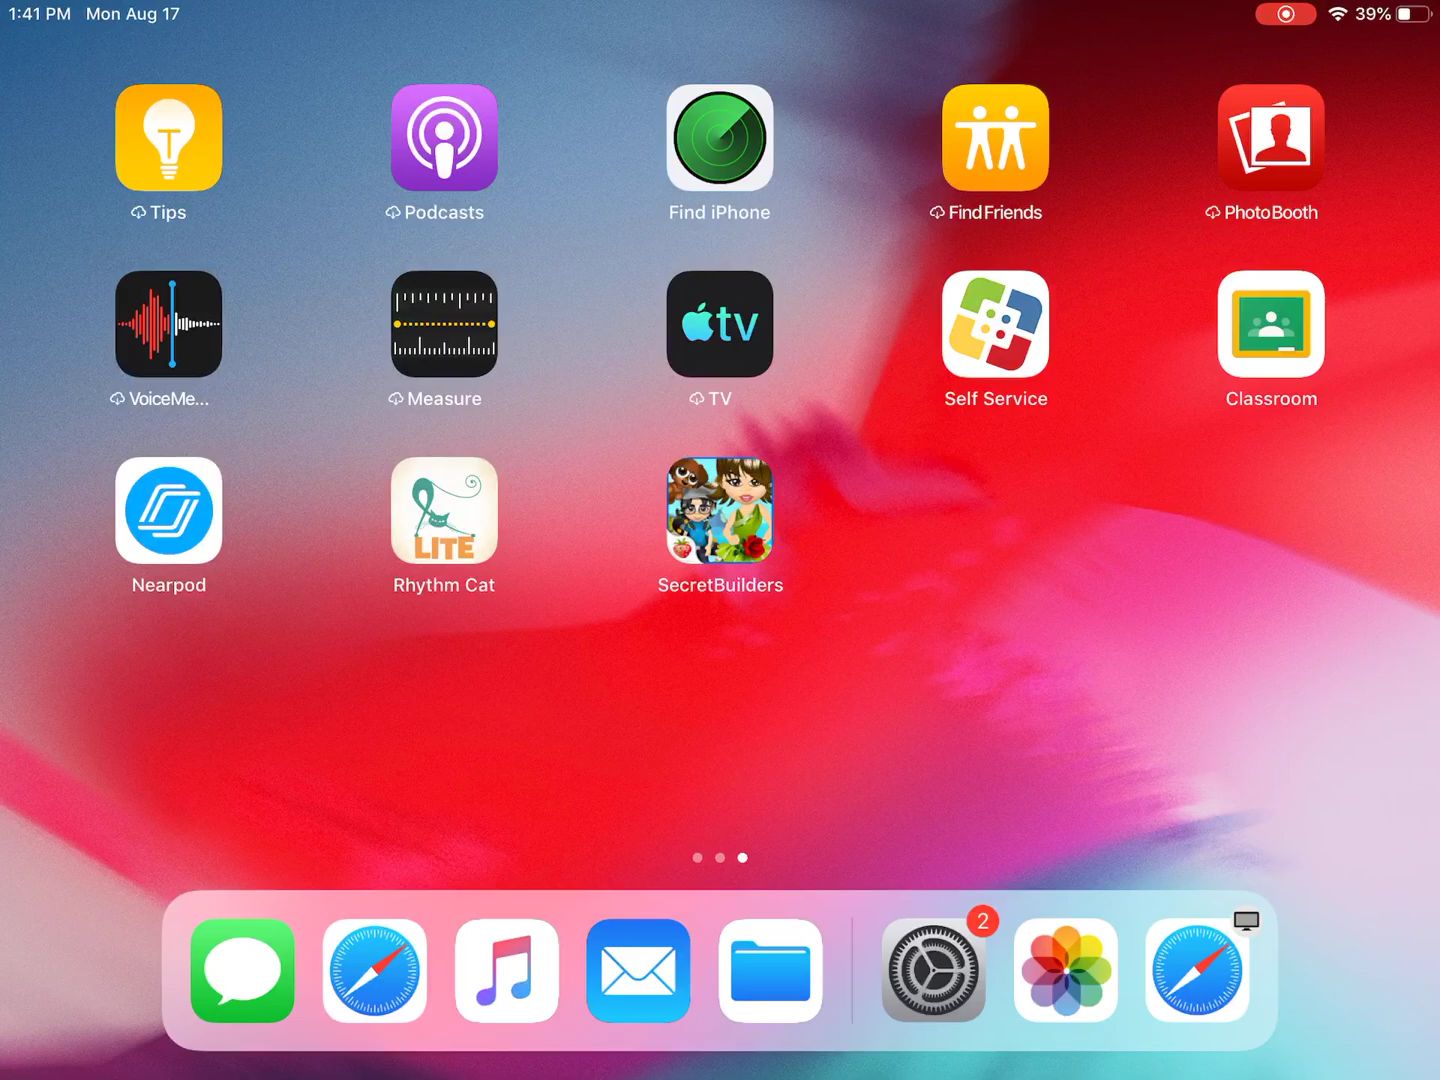 1:41 PM Mon Aug 17
39%
Tips
Podcasts
Find iPhone
Find Friends
Photo Booth
VoiceMe...
Measure
tv
TV
Self Service
Classroom
LITE
Nearpod
Rhythm Cat
SecretBuilders
2